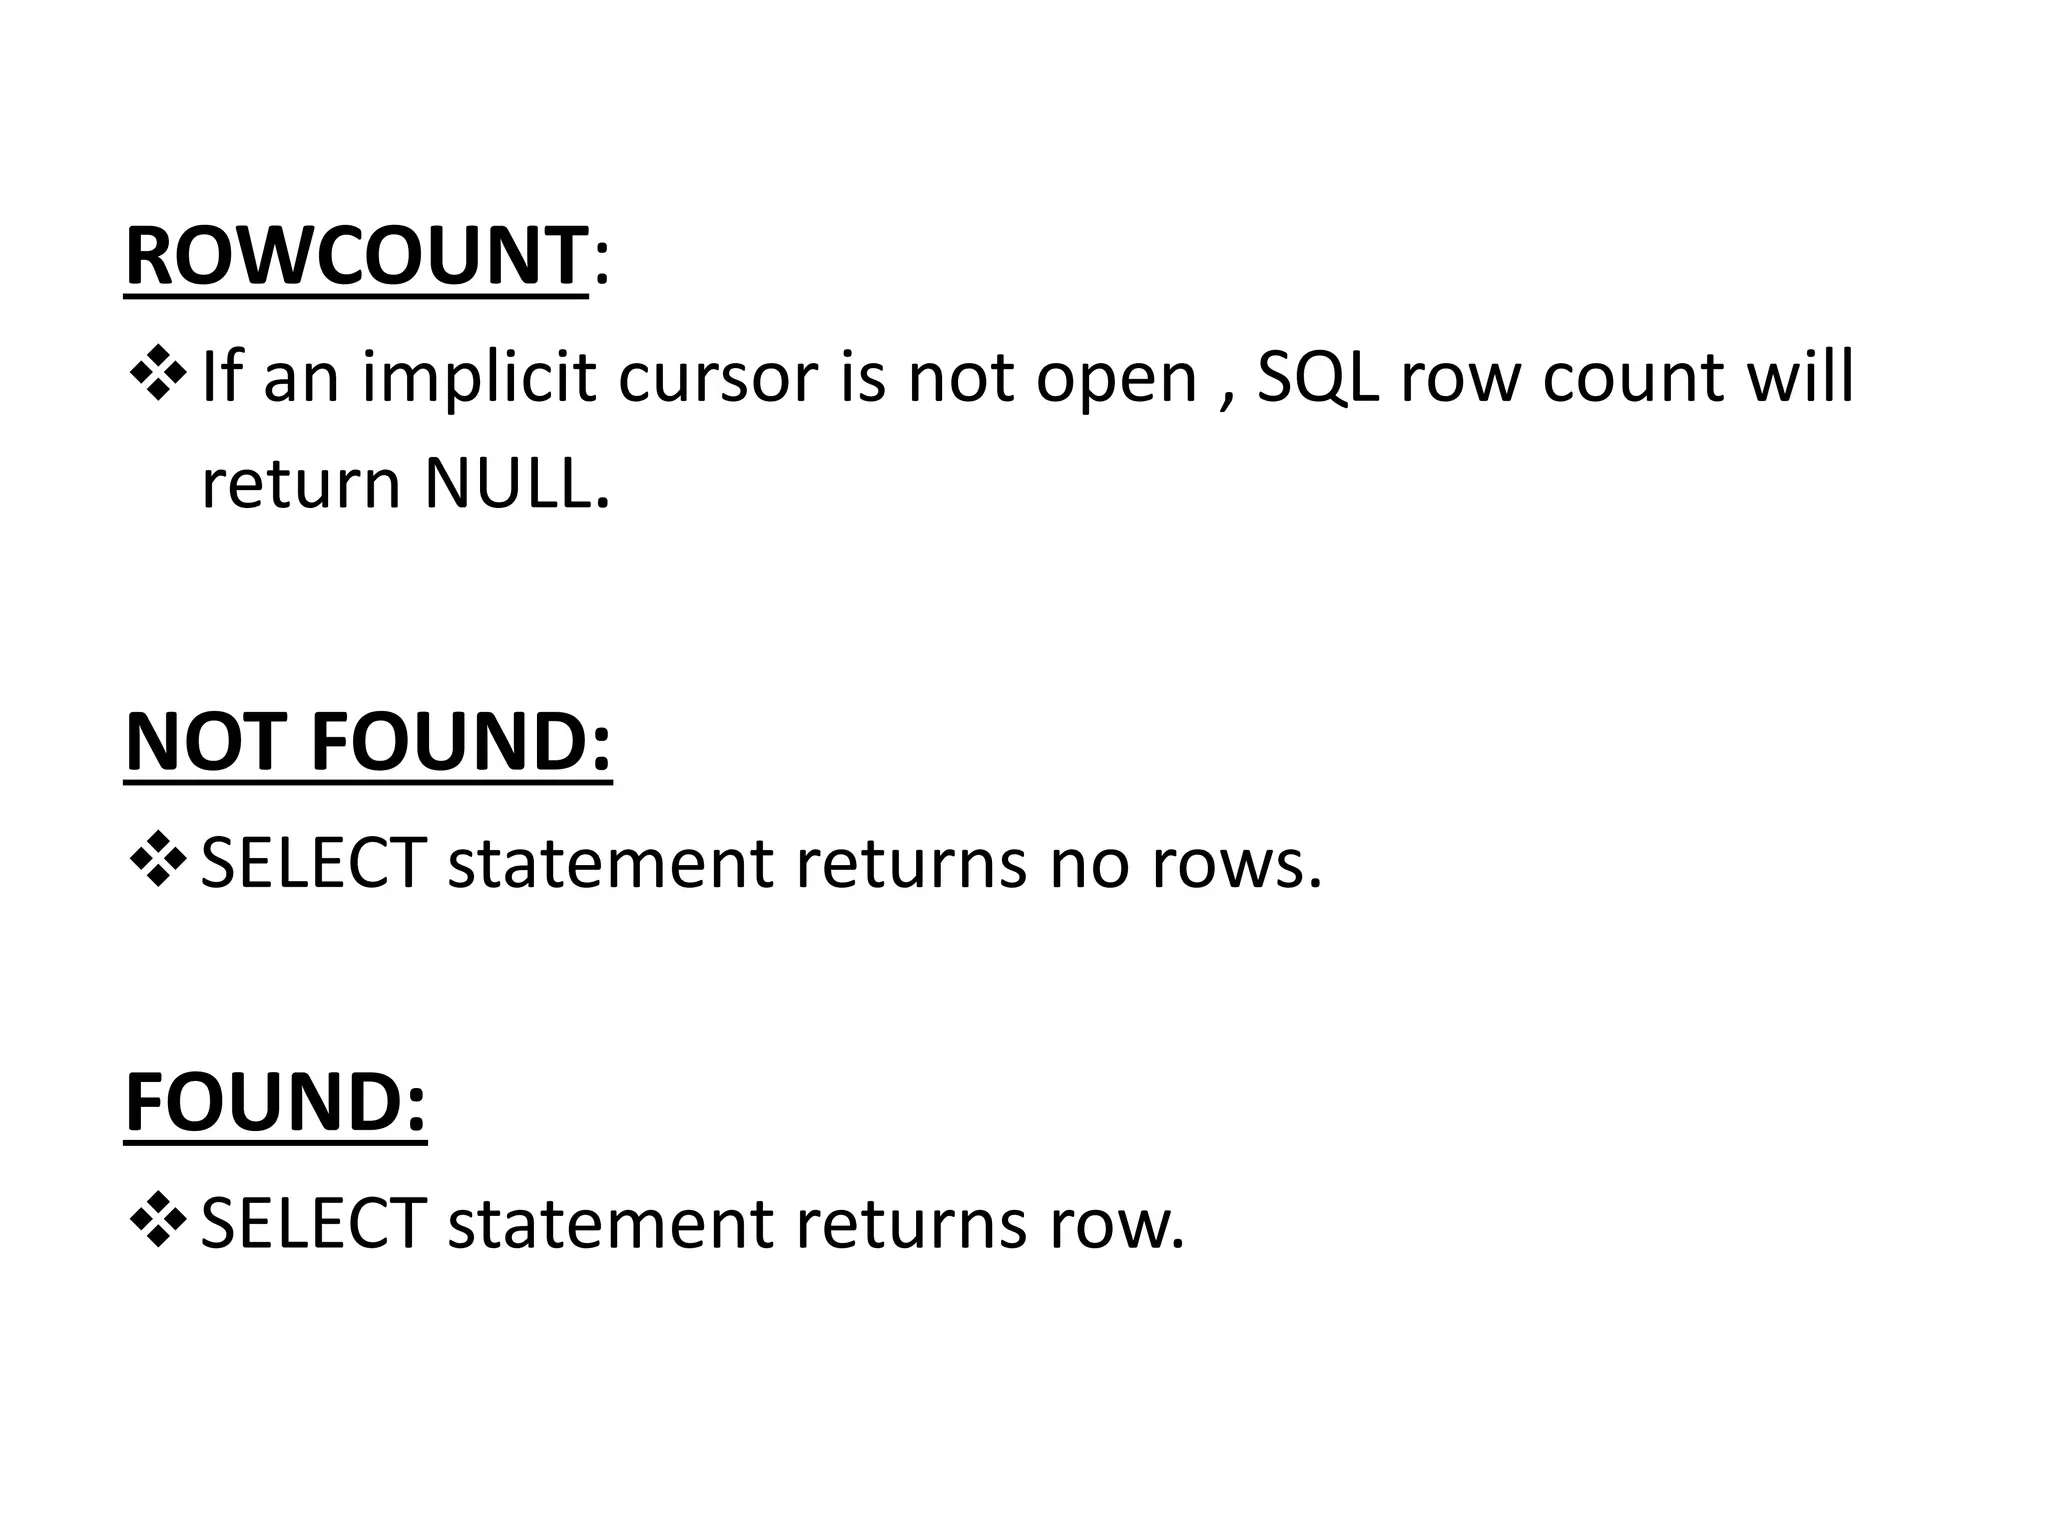 ROWCOUNT:
❖If an implicit cursor is not open , SQL row count will
return NULL.
NOT FOUND:
❖SELECT statement returns no rows.
FOUND:
❖SELECT statement returns row.